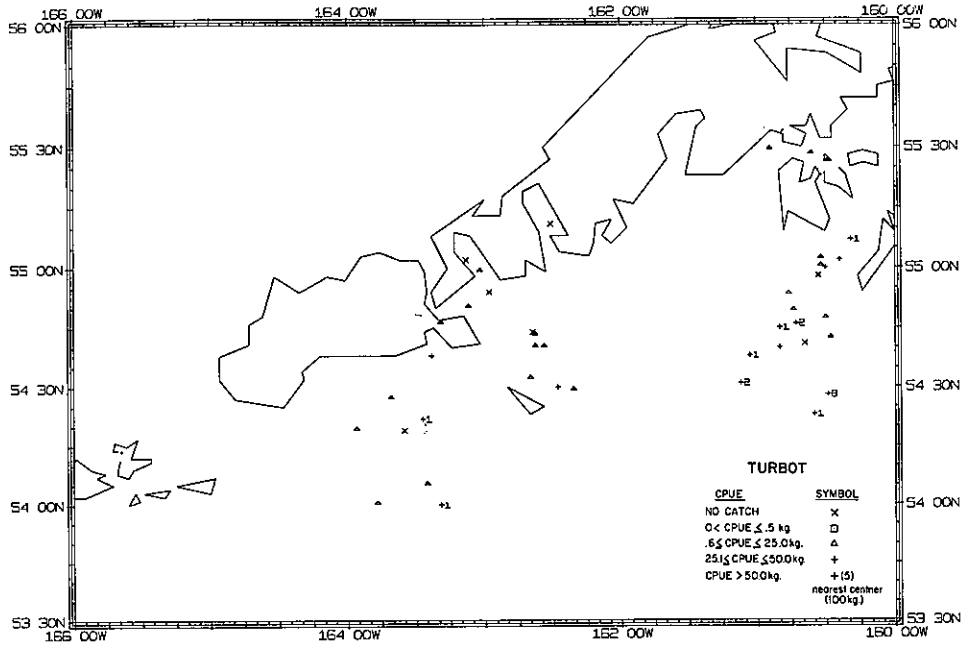 166 00W 164 00W 162 00W 160 00W
56 00N 56 00N
55 30N 55 30N
+1
55 00N 55 00N
+1 +2
+1
54 30N +2 54 30N
+8
+1 +1
TURBOT
CPUE SYMBOL
54 00N +1 NO CATCH × 54 00N
0< CPUE ≤ .5 kg □
.6≤ CPUE ≤ 25.0kg. △
25.1≤ CPUE ≤50.0kg. +
CPUE > 50.0kg. +(5)
nearest centner
(100kg.)
53 30N 53 30N
166 00W 164 00W 162 00W 160 00W